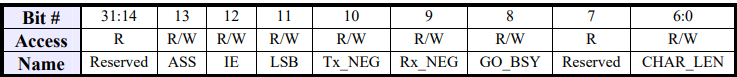 Bit # 31:14 13 12 11 10 9 8 7 6:0
Access R R/W R/W R/W R/W R/W R/W R R/W
Name Reserved ASS IE LSB Tx_NEG Rx_NEG GO_BSY Reserved CHAR_LEN